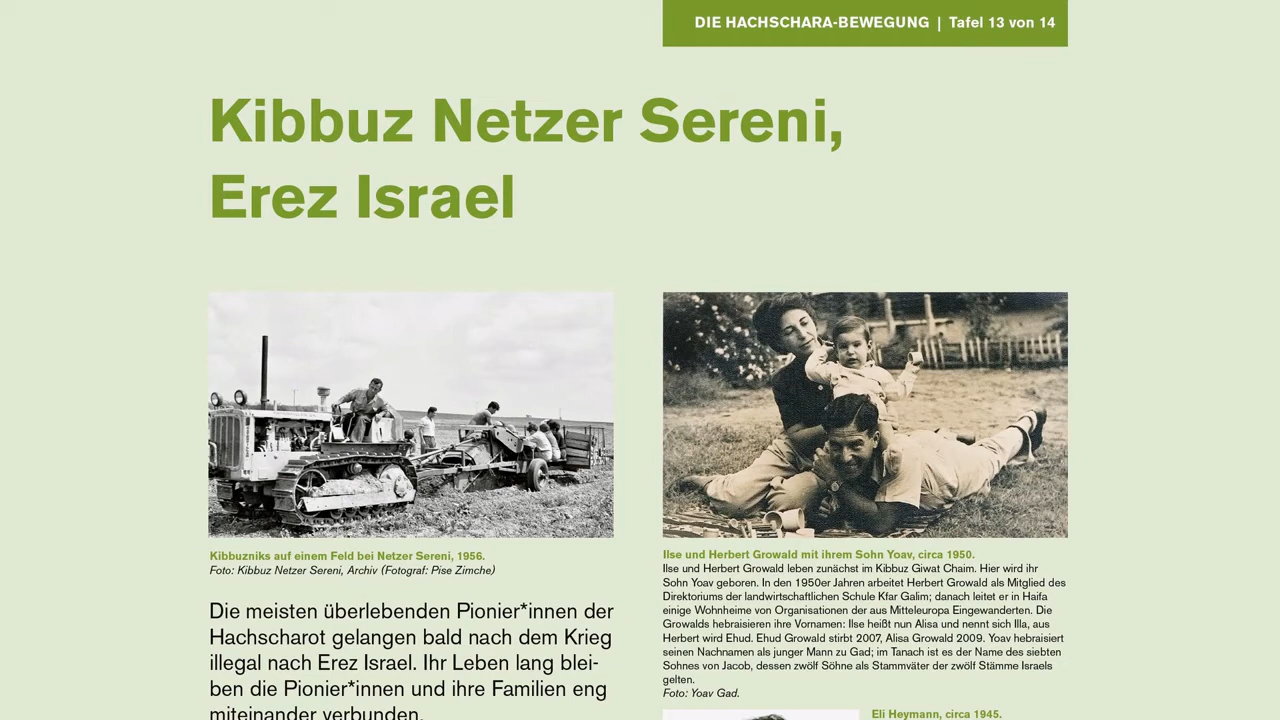 DIE HACHSCHARA-BEWEGUNG | Tafel 13 von 14
Kibbuz Netzer Sereni,
Erez Israel
Kibbuzniks auf einem Feld bei Netzer Sereni, 1956.
Foto: Kibbuz Netzer Sereni, Archiv (Fotograf: Pise Zimche)
Die meisten überlebenden Pionier*innen der
Hachscharot gelangen bald nach dem Krieg
illegal nach Erez Israel. Ihr Leben lang blei-
ben die Pionier*innen und ihre Familien eng
miteinander verbunden.
Ilse und Herbert Growald mit ihrem Sohn Yoav, circa 1950.
Ilse und Herbert Growald leben zunächst im Kibbuz Giwat Chaim. Hier wird ihr
Sohn Yoav geboren. In den 1950er Jahren arbeitet Herbert Growald als Mitglied des
Direktoriums der landwirtschaftlichen Schule Kfar Galim; danach leitet er in Haifa
einige Wohnheime von Organisationen der aus Mitteleuropa Eingewanderten. Die
Growalds hebraisieren ihre Vornamen: Ilse heißt nun Alisa und nennt sich Illa, aus
Herbert wird Ehud. Ehud Growald stirbt 2007, Alisa Growald 2009. Yoav hebraisiert
seinen Nachnamen als junger Mann zu Gad; im Tanach ist es der Name des siebten
Sohnes von Jacob, dessen zwölf Söhne als Stammväter der zwölf Stämme Israels
gelten.
Foto: Yoav Gad.
Eli Heymann, circa 1945.